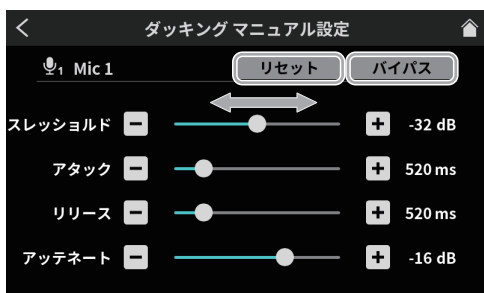 ダッキング マニュアル設定
1 Mic 1 リセット バイパス
スレッショルド -32 dB
アタック 520 ms
リリース 520 ms
アッテネート -16 dB